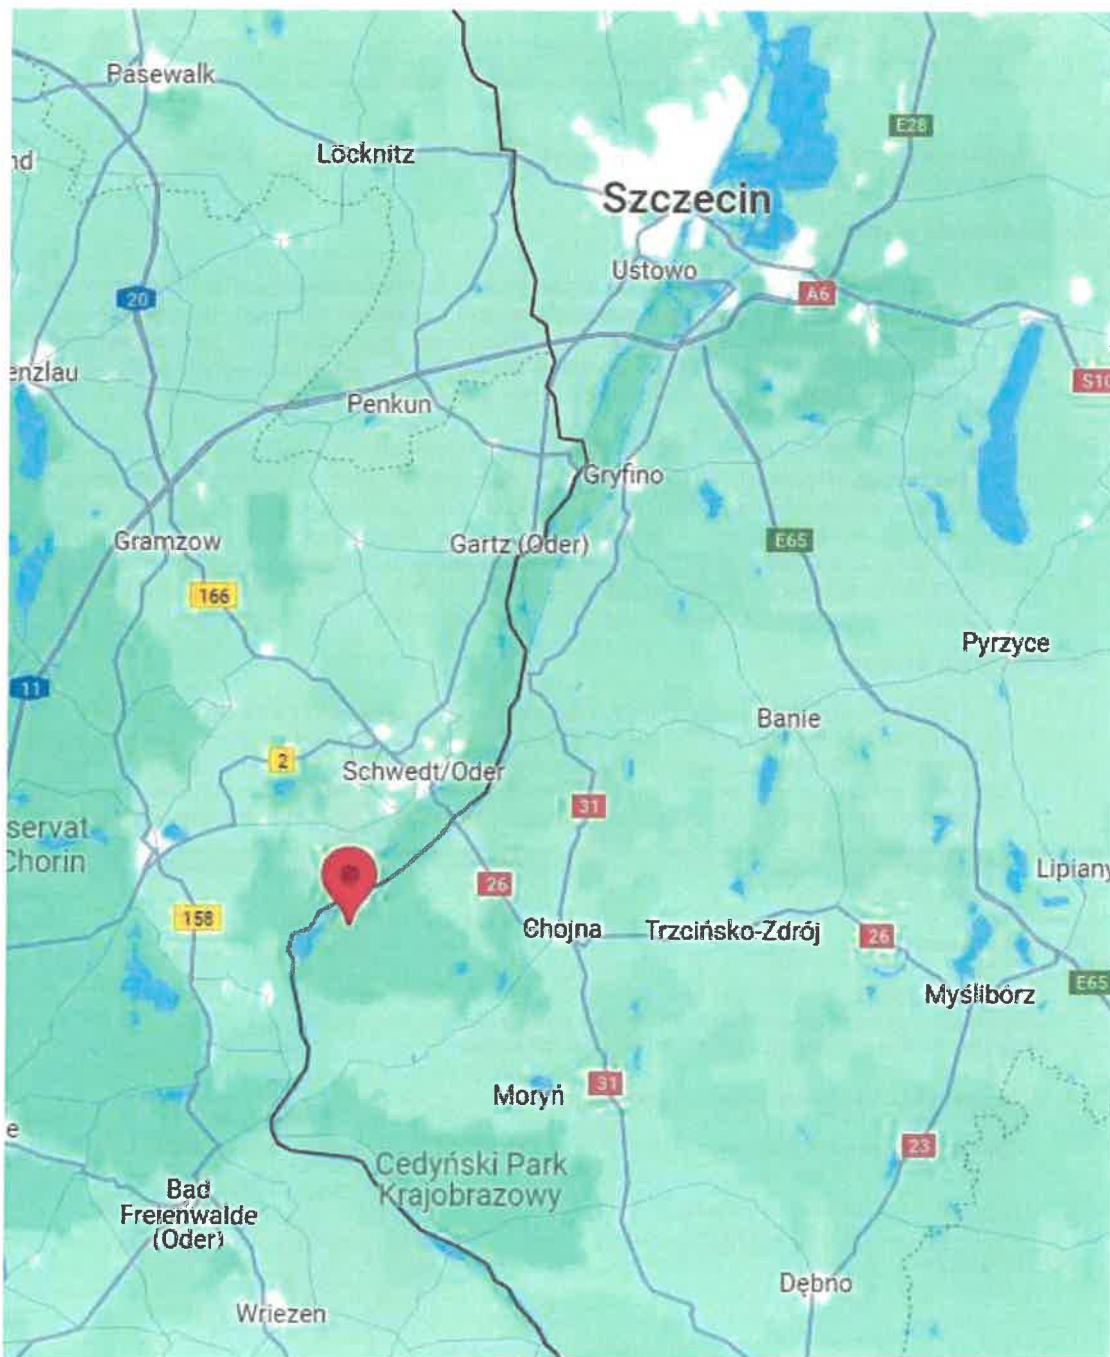 Pasewalk
E28
Löcknitz
nd
Szczecin
Ustowo
20
A6
enzlau
S10
Penkun
Gryfino
Gramzow
Gartz (Oder)
E65
166
Pyrzyce
11
Banie
2
Schwedt/Oder
31
servat
Chorin
Lipiany
26
158
Chojna
Trzcińsko-Zdrój
26
Myślibórz
E65
Moryń
31
e
23
Cedyński Park
Krajobrazowy
Bad
Freienwalde
(Oder)
Dębno
Wriezen